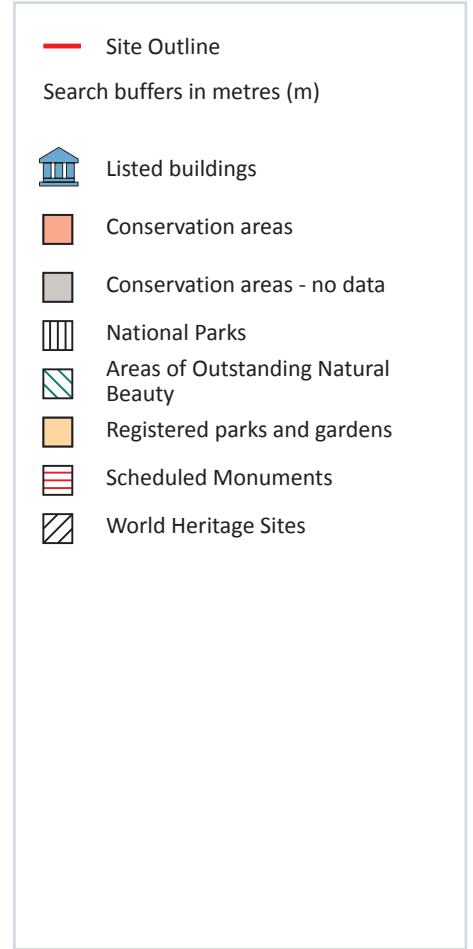 Site Outline
Search buffers in metres (m)
Listed buildings
Conservation areas
Conservation areas - no data
National Parks
Areas of Outstanding Natural
Beauty
Registered parks and gardens
Scheduled Monuments
World Heritage Sites